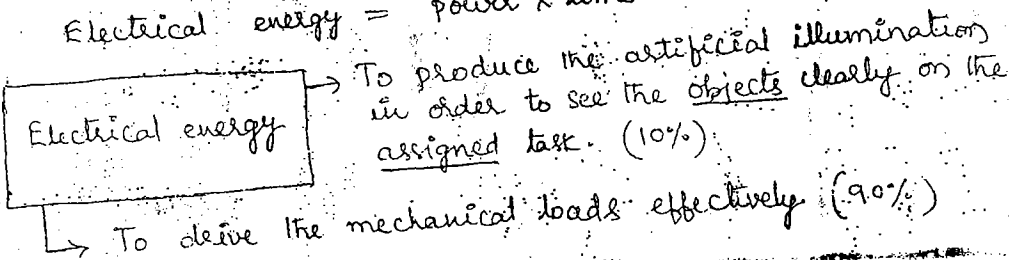 Electrical energy = power x
Electrical energy
→ To produce the artificial illumination
in order to see the objects clearly on the
assigned task. (10%)
→ To drive the mechanical loads effectively (90%)